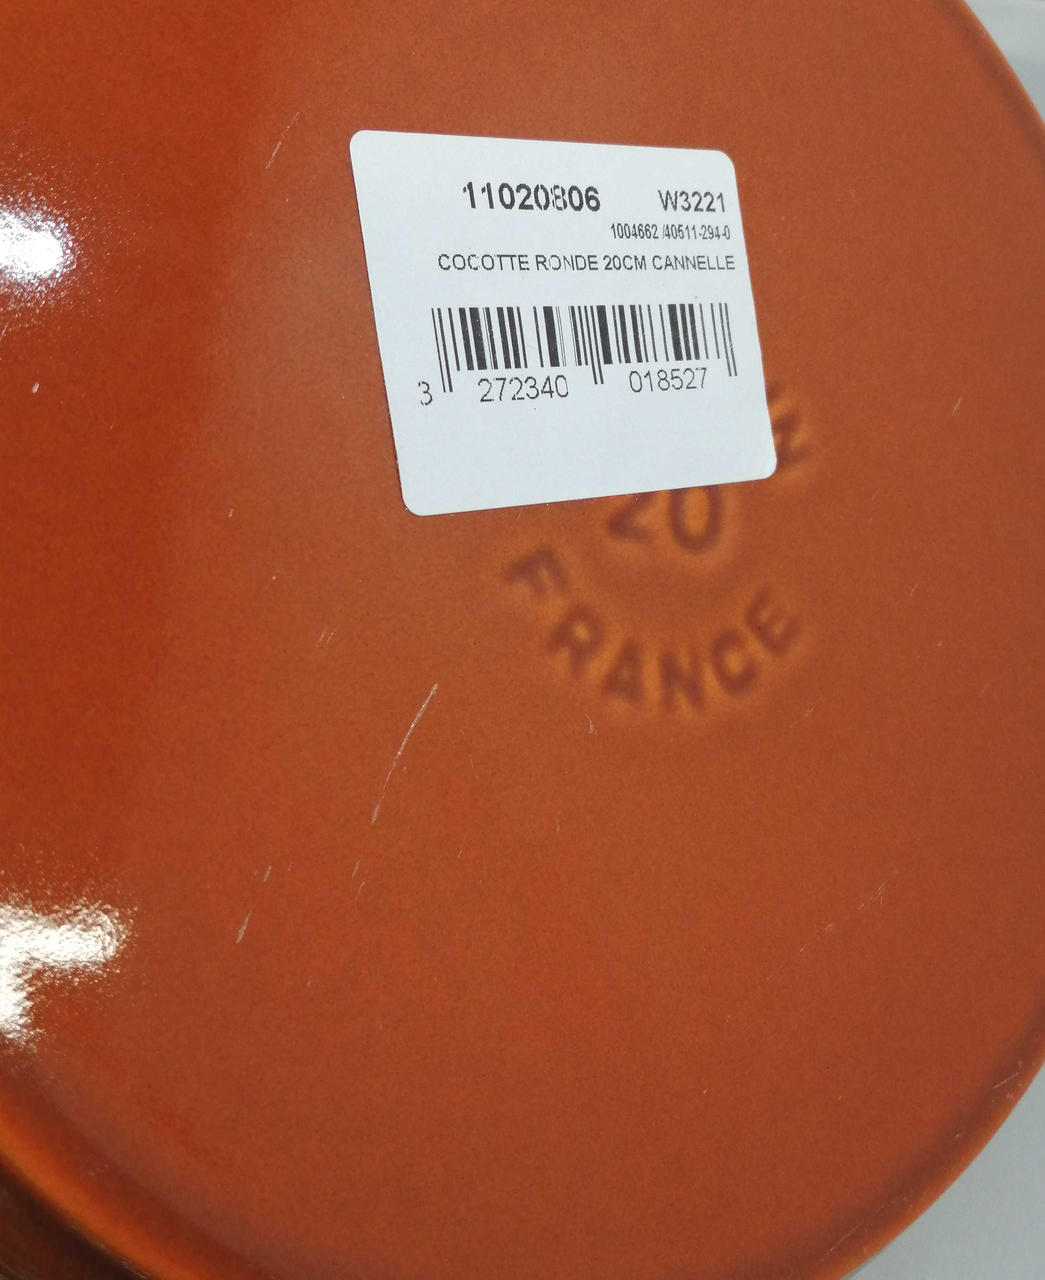 11020806 W3221
1004662 /40511-294-0
COCOTTE RONDE 20CM CANNELLE
3 272340 018527
20
FRANCE